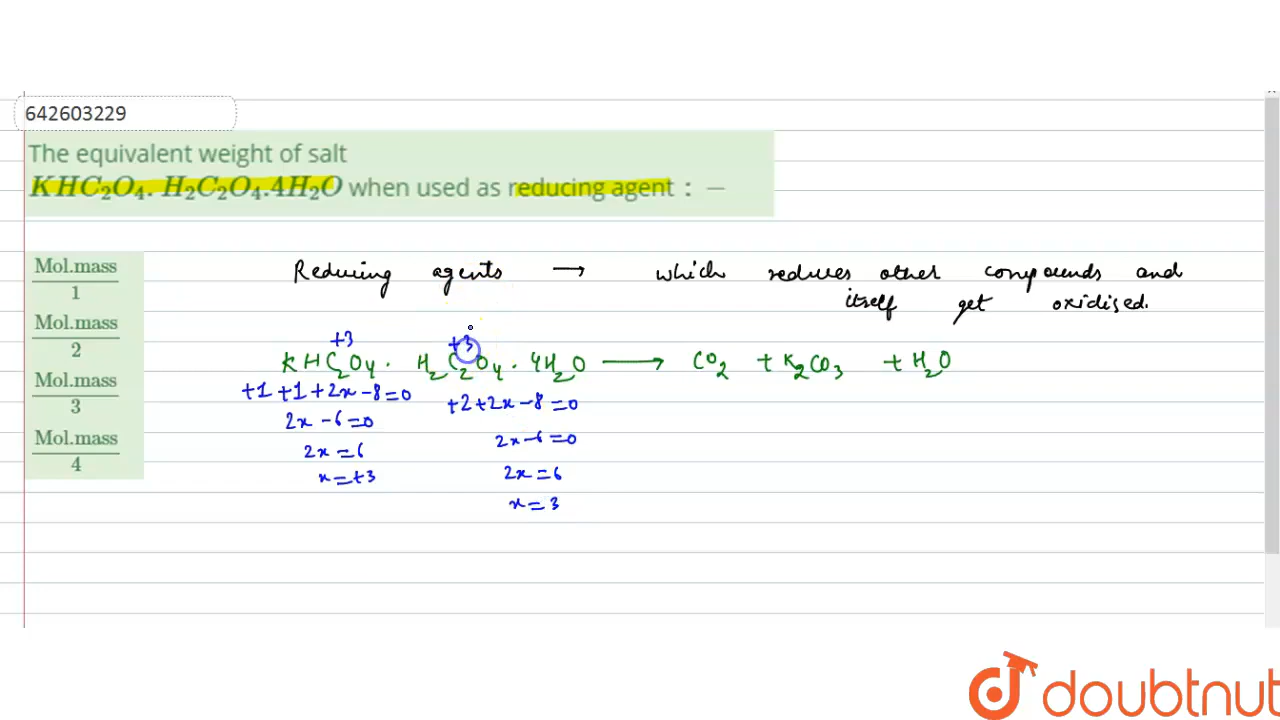 642603229
The equivalent weight of salt
KHC₂O₄. H₂C₂O₄.4H₂O when used as reducing agent : −
Mol.mass
1
Mol.mass
2
Mol.mass
3
Mol.mass
4
Reducing agents → which reduces other compounds and
itself get oxidised.
+3 +3
KHC₂O₄. H₂C₂O₄. 4H₂O → CO₂ + K₂CO₃ + H₂O
+1 +1 +2x -8 = 0
+2+2x-8=0
2x -6=0
2x-6=0
2x =6
2x =6
x=+3
x = 3
doubtnut